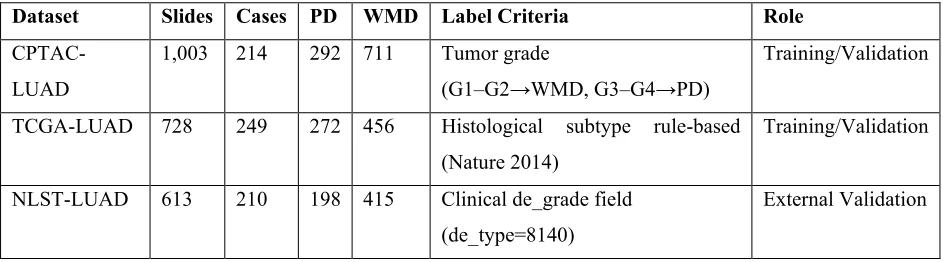 Dataset Slides Cases PD WMD Label Criteria Role
CPTAC- 1,003 214 292 711 Tumor grade Training/Validation
LUAD (G1–G2→WMD, G3–G4→PD)
TCGA-LUAD 728 249 272 456 Histological subtype rule-based Training/Validation
(Nature 2014)
NLST-LUAD 613 210 198 415 Clinical de_grade field External Validation
(de_type=8140)